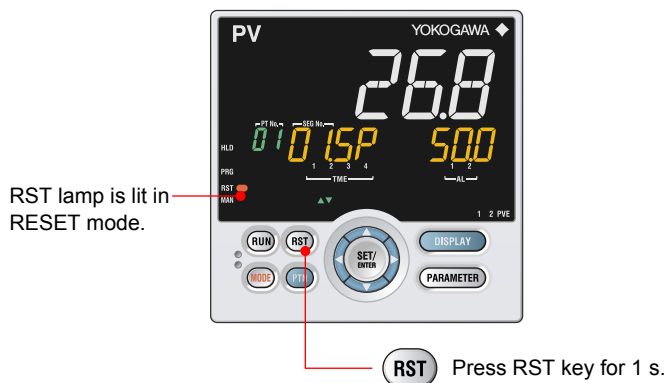 PV
YOKOGAWA
26.8
PT No. SEG No.
01 01.SP 50.0
HLD
1 2 3 4 1 2
PRG
TME AL
RST
MAN
1 2 PVE
RST lamp is lit in
RESET mode.
RUN RST DISPLAY
SET/
ENTER
MODE PTN PARAMETER
RST Press RST key for 1 s.